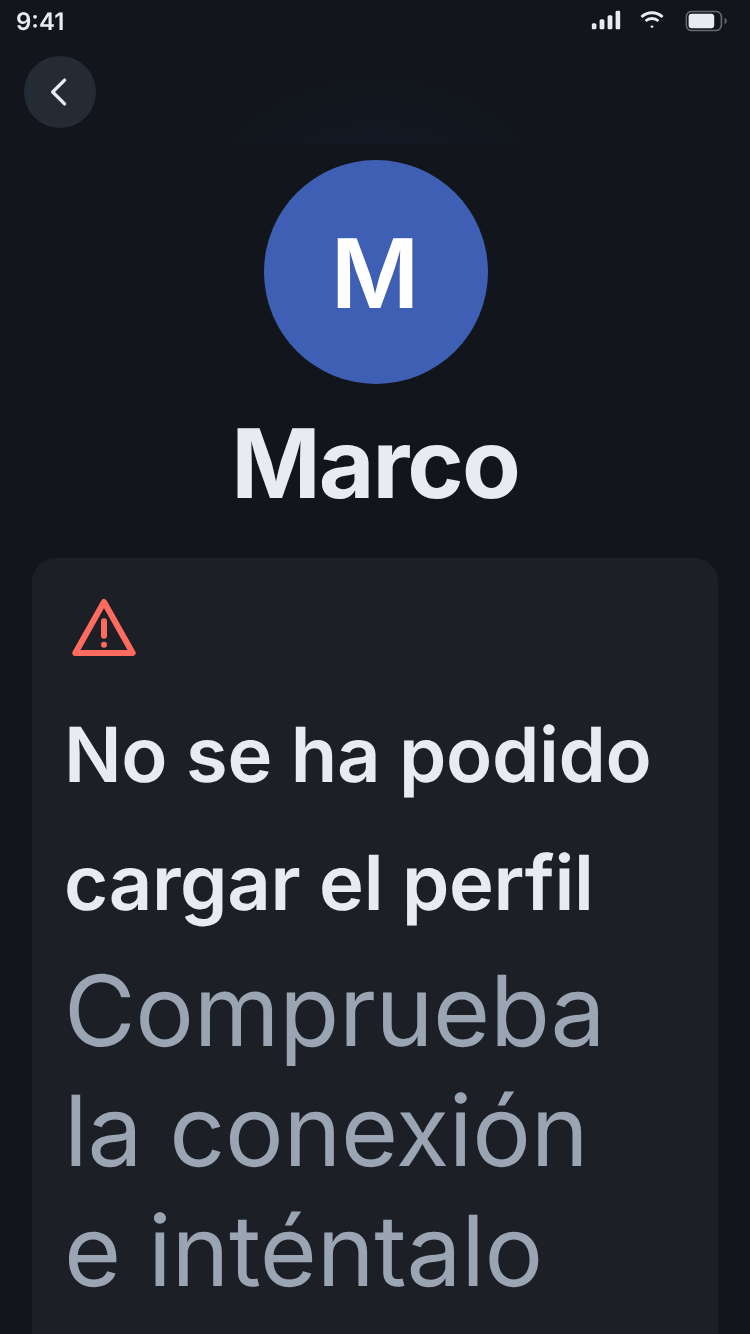 9:41
M
Marco
No se ha podido
cargar el perfil
Comprueba
la conexión
e inténtalo